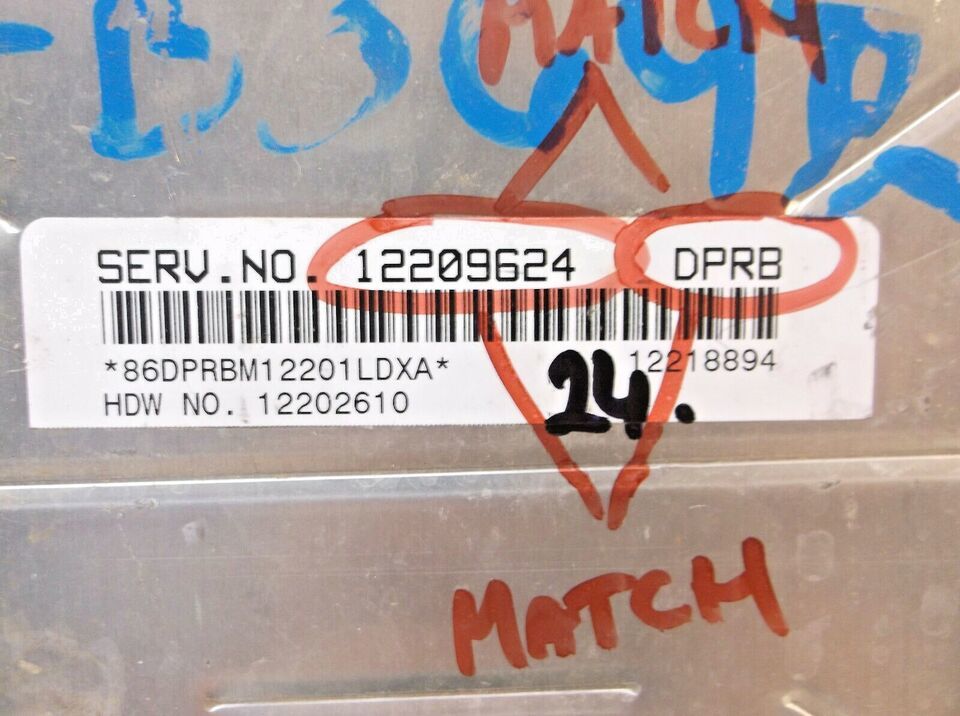 MATCH
SERV.NO. 12209624 DPRB
*86DPRBM12201LDXA* 12218894
HDW NO. 12202610 24.
MATCH